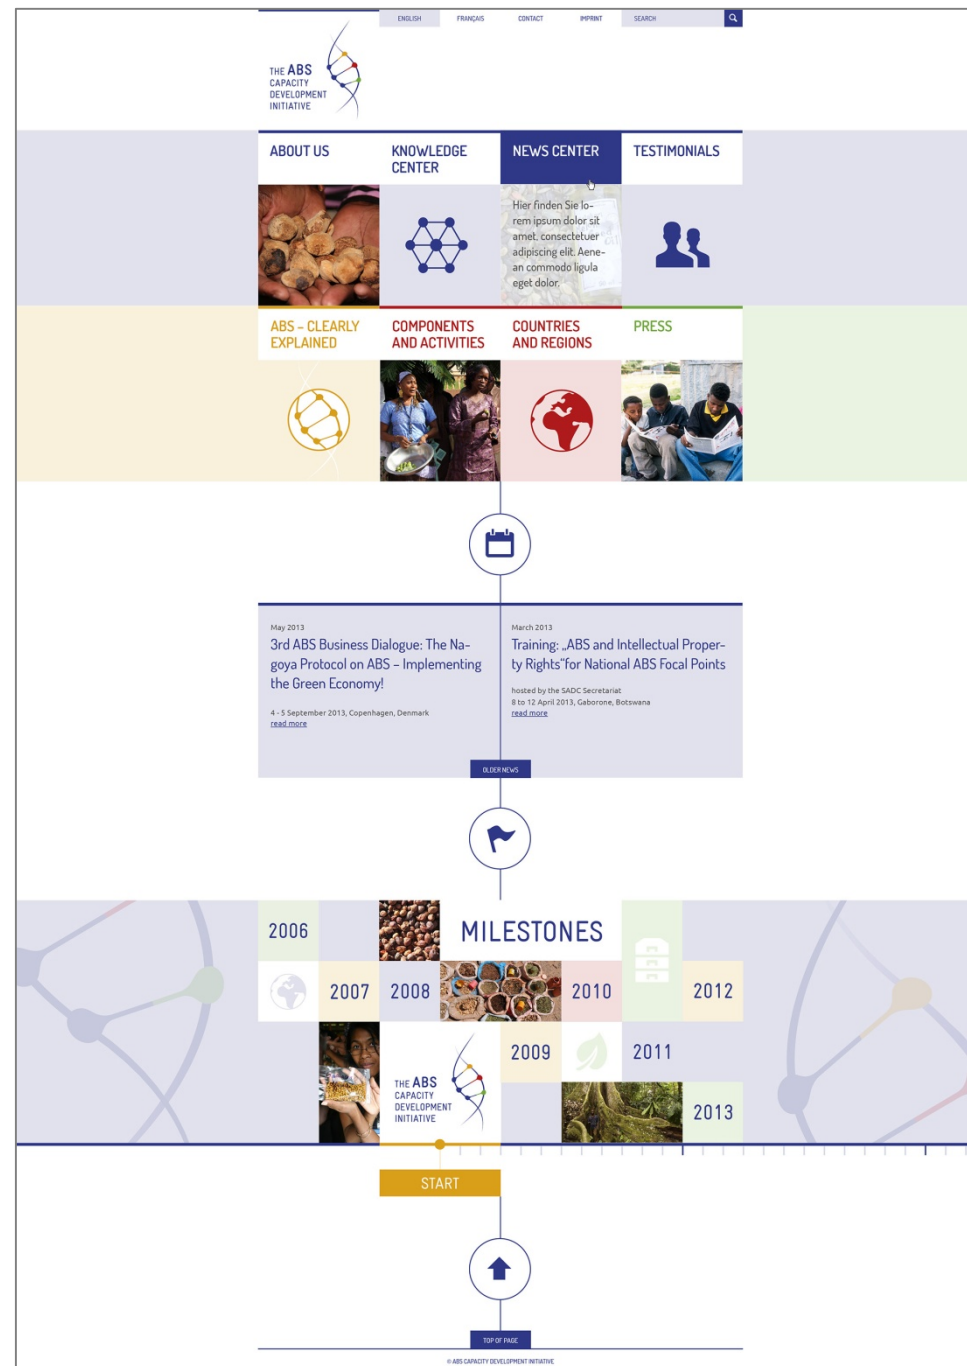 ENGLISH
FRANÇAIS
CONTACT
IMPRINT
SEARCH
THE ABS
CAPACITY
DEVELOPMENT
INITIATIVE
ABOUT US
KNOWLEDGE
CENTER
NEWS CENTER
TESTIMONIALS
Hier finden Sie lo-
rem ipsum dolor sit
amet, consectetuer
adipiscing elit. Aene-
an commodo ligula
eget dolor.
ABS – CLEARLY
EXPLAINED
COMPONENTS
AND ACTIVITIES
COUNTRIES
AND REGIONS
PRESS
May 2013
3rd ABS Business Dialogue: The Na-
goya Protocol on ABS – Implementing
the Green Economy!
4 - 5 September 2013, Copenhagen, Denmark
read more
March 2013
Training: „ABS and Intellectual Proper-
ty Rights“for National ABS Focal Points
hosted by the SADC Secretariat
8 to 12 April 2013, Gaborone, Botswana
read more
OLDER NEWS
2006
MILESTONES
2007
2008
2010
2012
2009
2011
THE ABS
CAPACITY
DEVELOPMENT
INITIATIVE
2013
START
TOP OF PAGE
© ABS CAPACITY DEVELOPMENT INITIATIVE